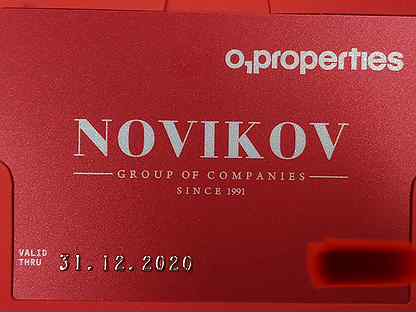 O1properties
NOVIKOV
GROUP OF COMPANIES
SINCE 1991
VALID
THRU
31.12.2020